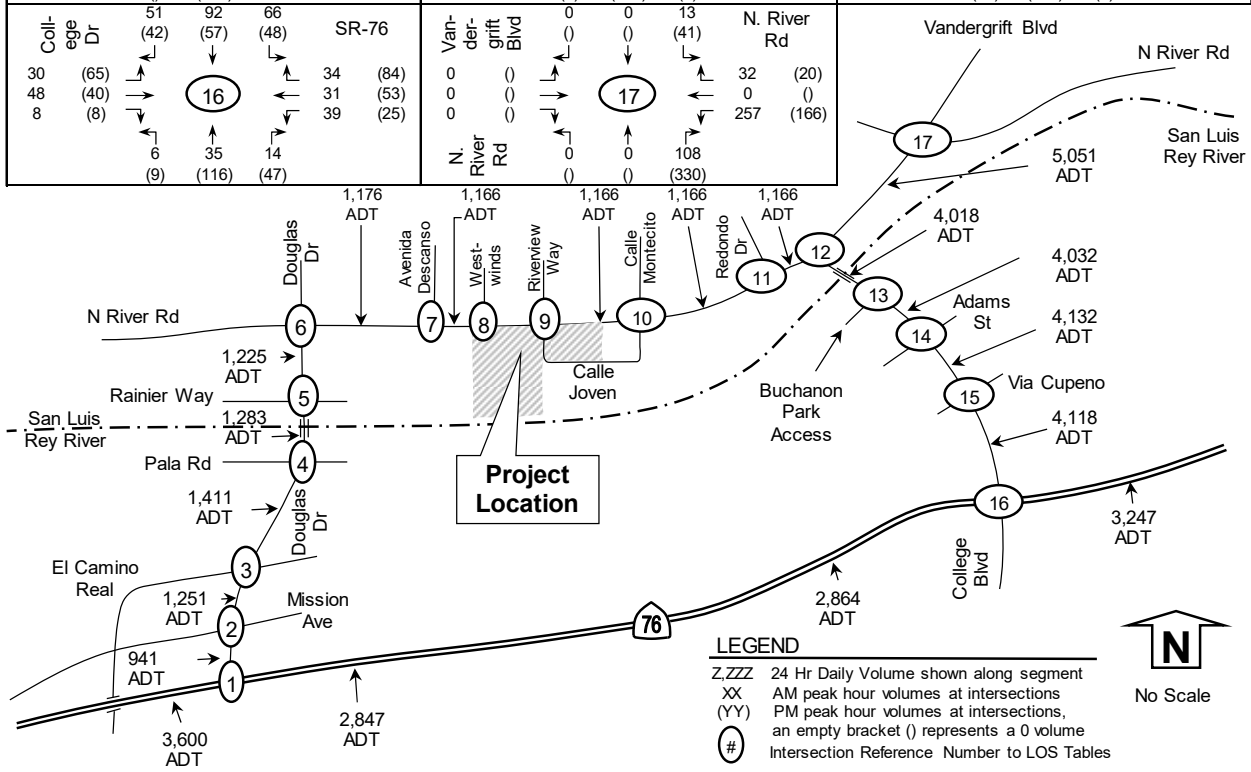 51 92 66
(42) (57) (48)
Coll-
ege
Dr
SR-76
30 (65)
48 (40)
8 (8)
16
34 (84)
31 (53)
39 (25)
6 35 14
(9) (116) (47)
0 0 13
() () (41)
Van-
der-
grift
Blvd
N. River
Rd
0 ()
0 ()
0 ()
17
32 (20)
0 ()
257 (166)
N.
River
Rd
0 0 108
() () (330)
Vandergrift Blvd
N River Rd
17
San Luis
Rey River
5,051
ADT
1,176
ADT
1,166
ADT
1,166
ADT
1,166
ADT
1,166
ADT
4,018
ADT
Douglas
Dr
Avenida
Descanso
West-
winds
Riverview
Way
Calle
Montecito
Redondo
Dr
12
11
13
4,032
ADT
N River Rd
6
7
8
9
10
14
Adams
St
4,132
ADT
1,225
ADT
Calle
Joven
Buchanon
Park
Access
Rainier Way
5
15
Via Cupeno
San Luis
Rey River
1,283
ADT
4,118
ADT
Pala Rd
4
Project
Location
1,411
ADT
Douglas
Dr
16
3,247
ADT
El Camino
Real
3
College
Blvd
1,251
ADT
Mission
Ave
2
2,864
ADT
76
941
ADT
1
2,847
ADT
3,600
ADT
LEGEND
Z,ZZZ 24 Hr Daily Volume shown along segment
XX AM peak hour volumes at intersections
(YY) PM peak hour volumes at intersections,
an empty bracket () represents a 0 volume
# Intersection Reference Number to LOS Tables
N
No Scale